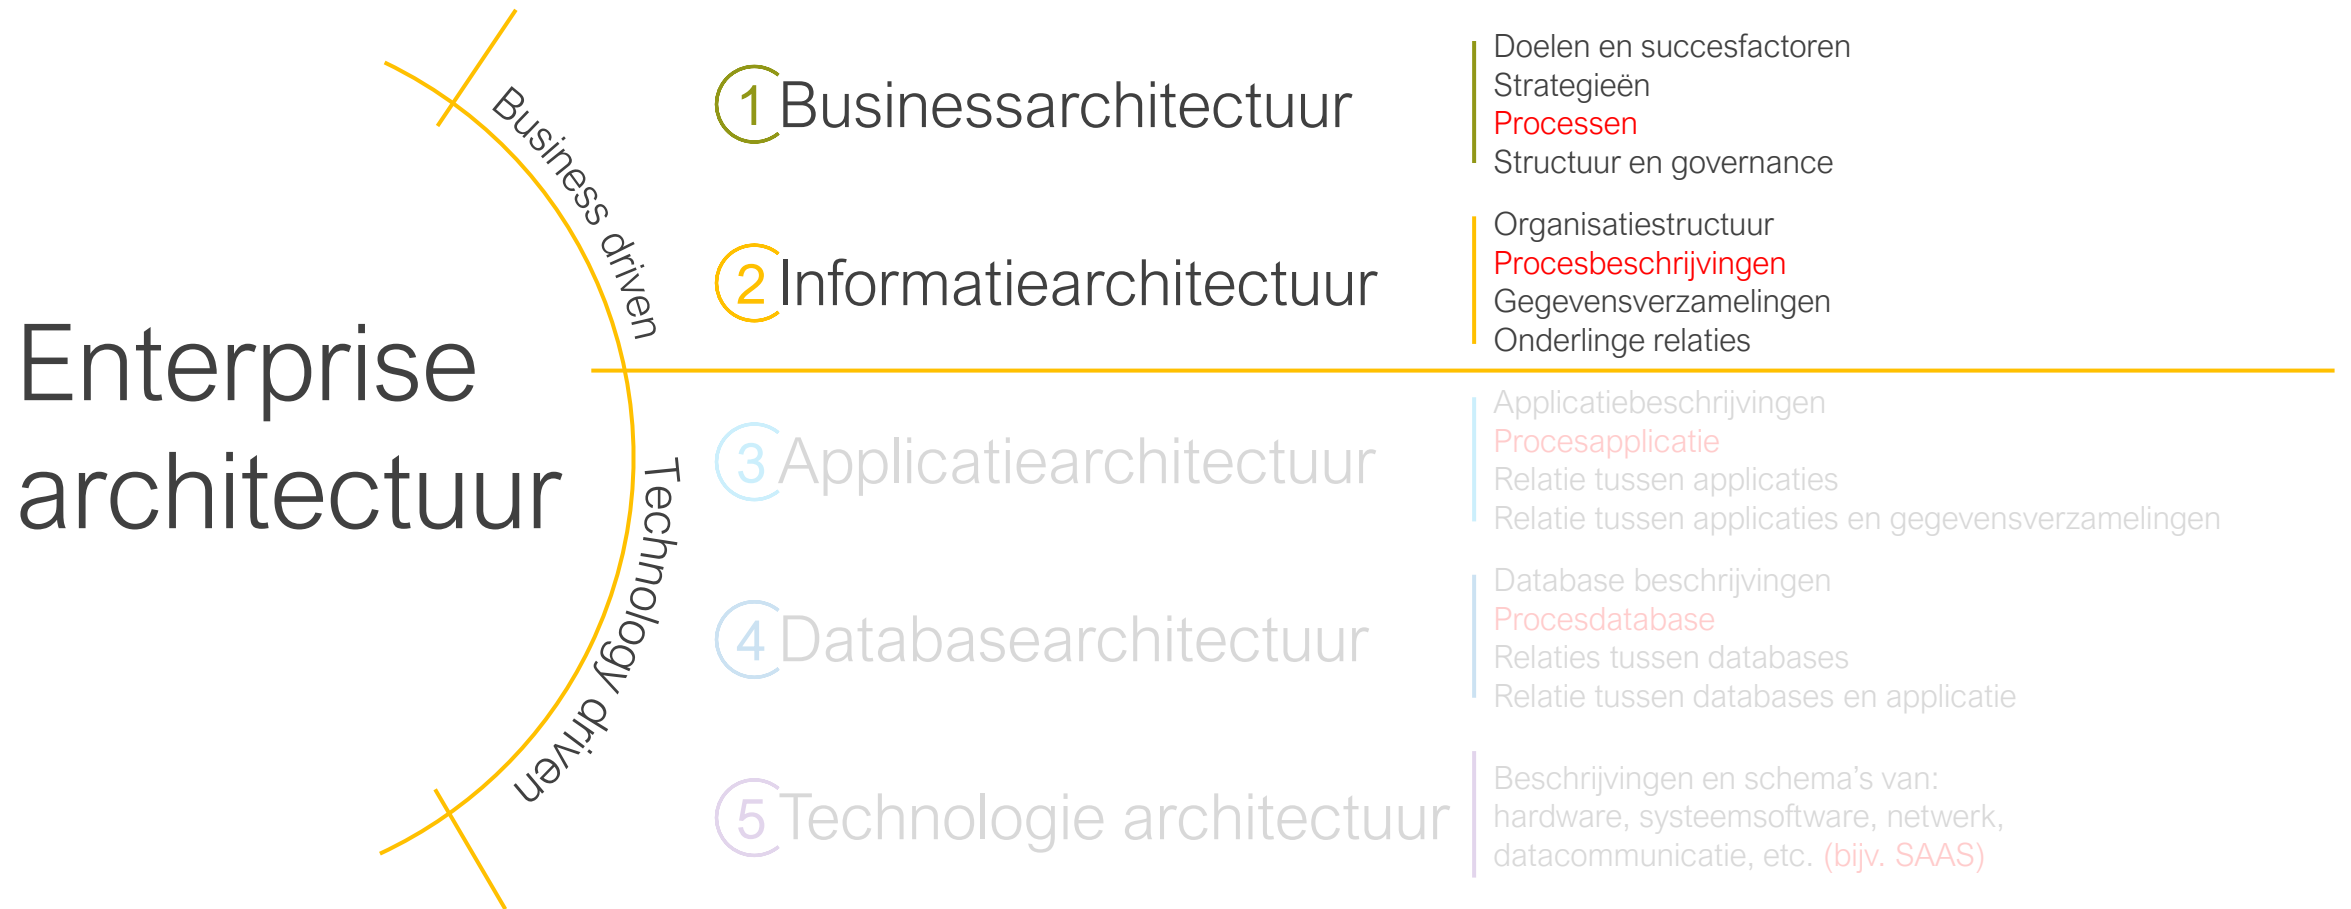 Enterprise
architectuur
Business driven
Technology driven
1 Businessarchitectuur
Doelen en succesfactoren
Strategieën
Processen
Structuur en governance
2 Informatiearchitectuur
Organisatiestructuur
Procesbeschrijvingen
Gegevensverzamelingen
Onderlinge relaties
3 Applicatiearchitectuur
Applicatiebeschrijvingen
Procesapplicatie
Relatie tussen applicaties
Relatie tussen applicaties en gegevensverzamelingen
4 Databasearchitectuur
Database beschrijvingen
Procesdatabase
Relaties tussen databases
Relatie tussen databases en applicatie
5 Technologie architectuur
Beschrijvingen en schema’s van:
hardware, systeemsoftware, netwerk,
datacommunicatie, etc. (bijv. SAAS)